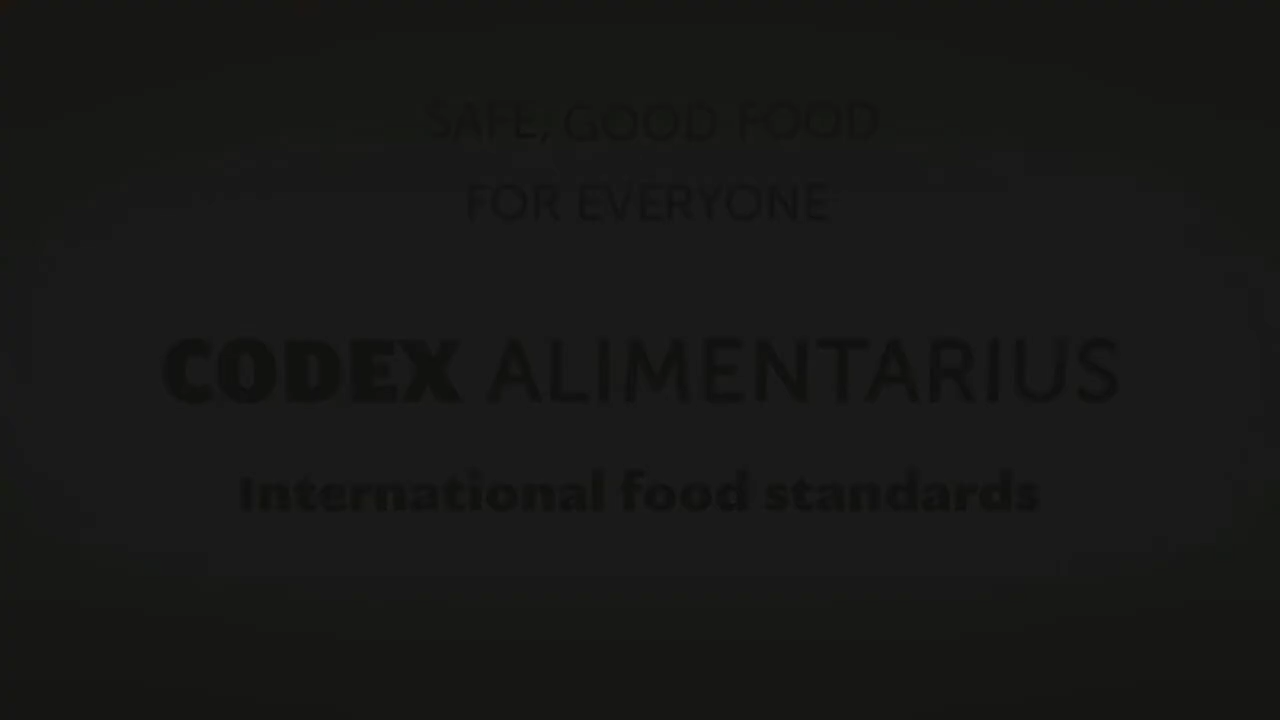 SAFE, GOOD FOOD
FOR EVERYONE
CODEX ALIMENTARIUS
International food standards